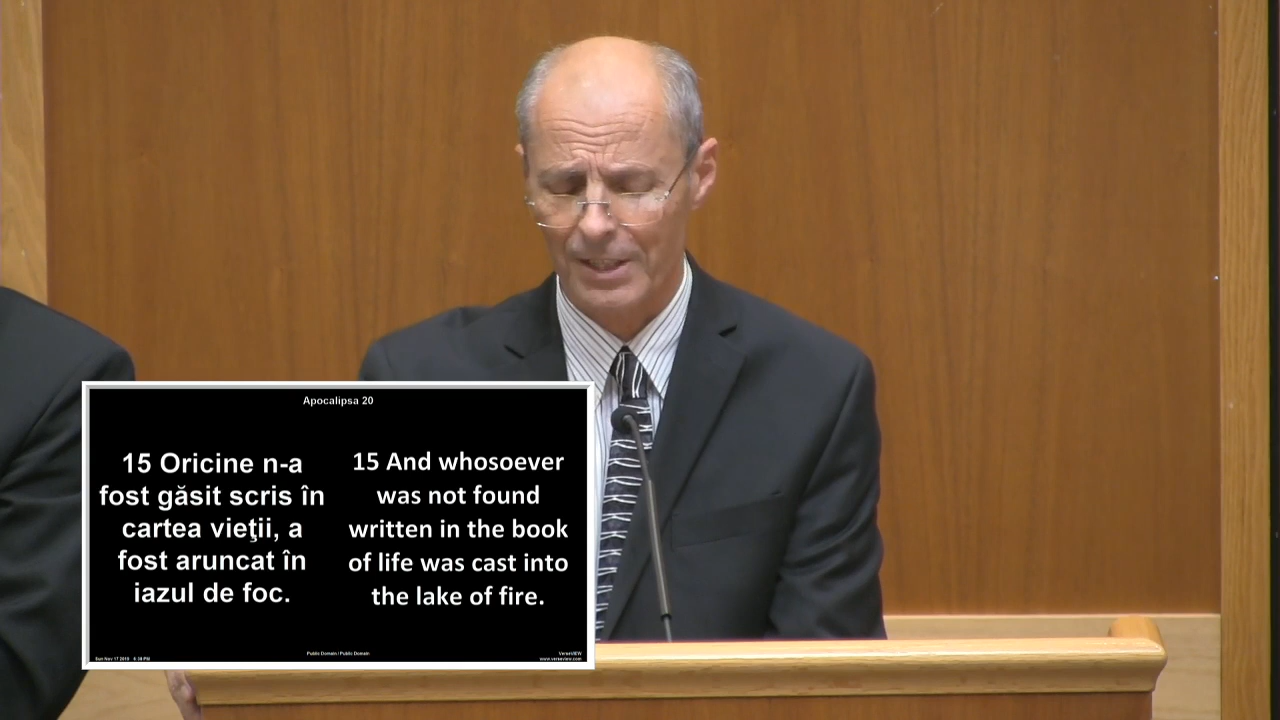 Apocalipsa 20
15 Oricine n-a
fost găsit scris în
cartea vieţii, a
fost aruncat în
iazul de foc.
15 And whosoever
was not found
written in the book
of life was cast into
the lake of fire.
Public Domain / Public Domain
VerseVIEW
www.verseview.com